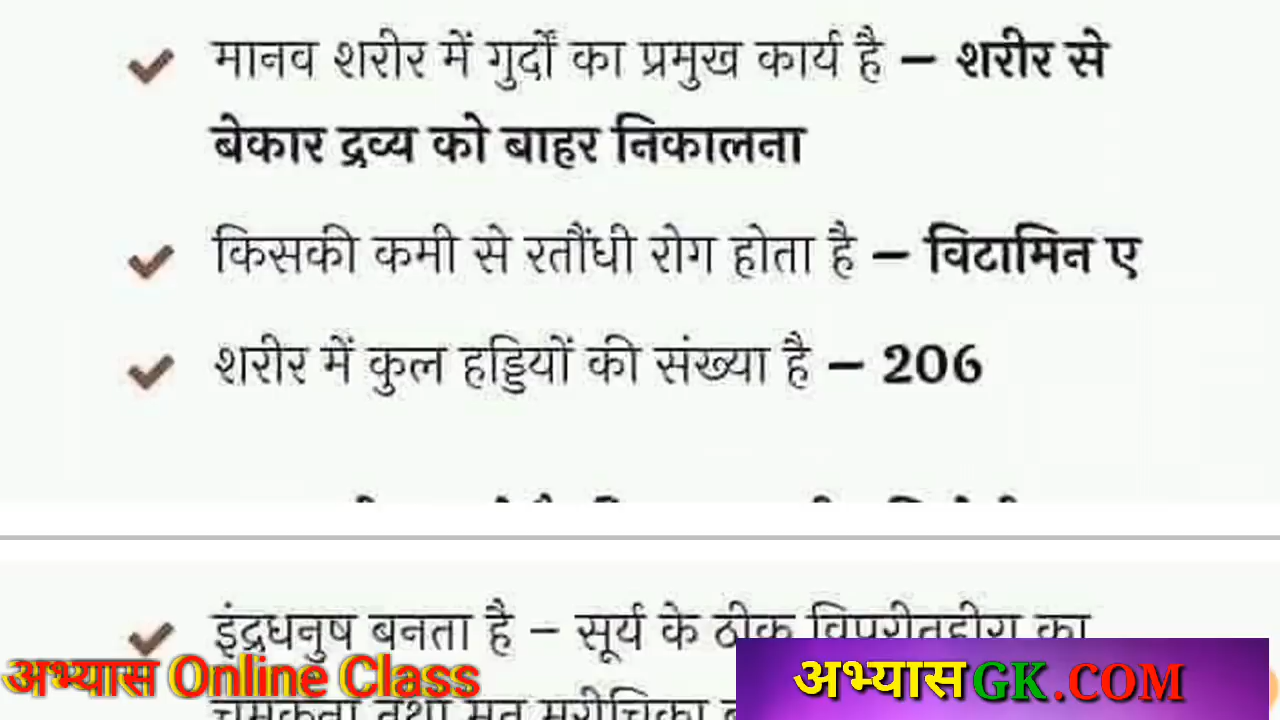 मानव शरीर में गुर्दो का प्रमुख कार्य है – शरीर से
बेकार द्रव्य को बाहर निकालना
किसकी कमी से रतौंधी रोग होता है – विटामिन ए
शरीर में कुल हड्डियों की संख्या है – 206
इंद्रधनुष बनता है – सूर्य के ठीक का
अभ्यास Online Class
अभ्यास GK.COM